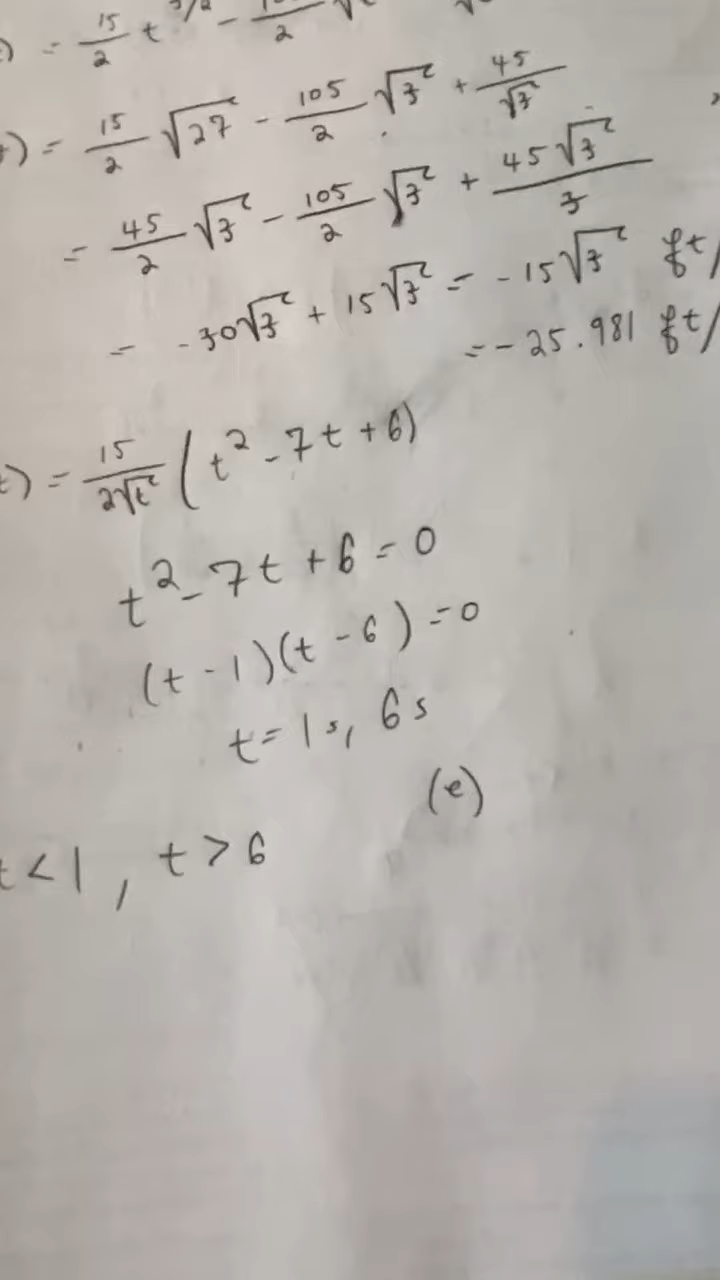 ) = 15/2 t^3/2 - 
) = 15/2 √27 - 105/2 √3 + 45/√3
= 45/2 √3 - 105/2 √3 + 45√3/3
= -30√3 + 15√3 = -15√3 ft/
= -25.981 ft/
t) = 15/2√t (t² - 7t + 6)
t² - 7t + 6 = 0
(t - 1)(t - 6) = 0
t = 1s, 6s
(e)
t < 1, t > 6